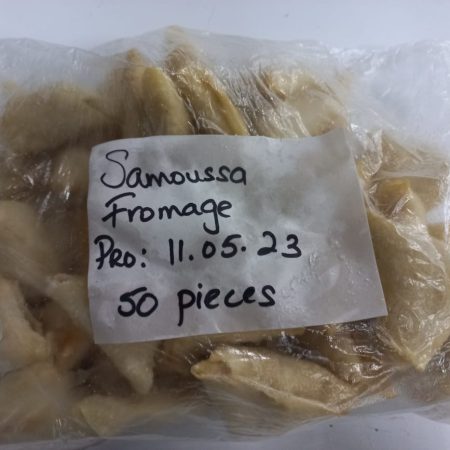 Samoussa
Fromage
Pro: 11.05.23
50 pieces